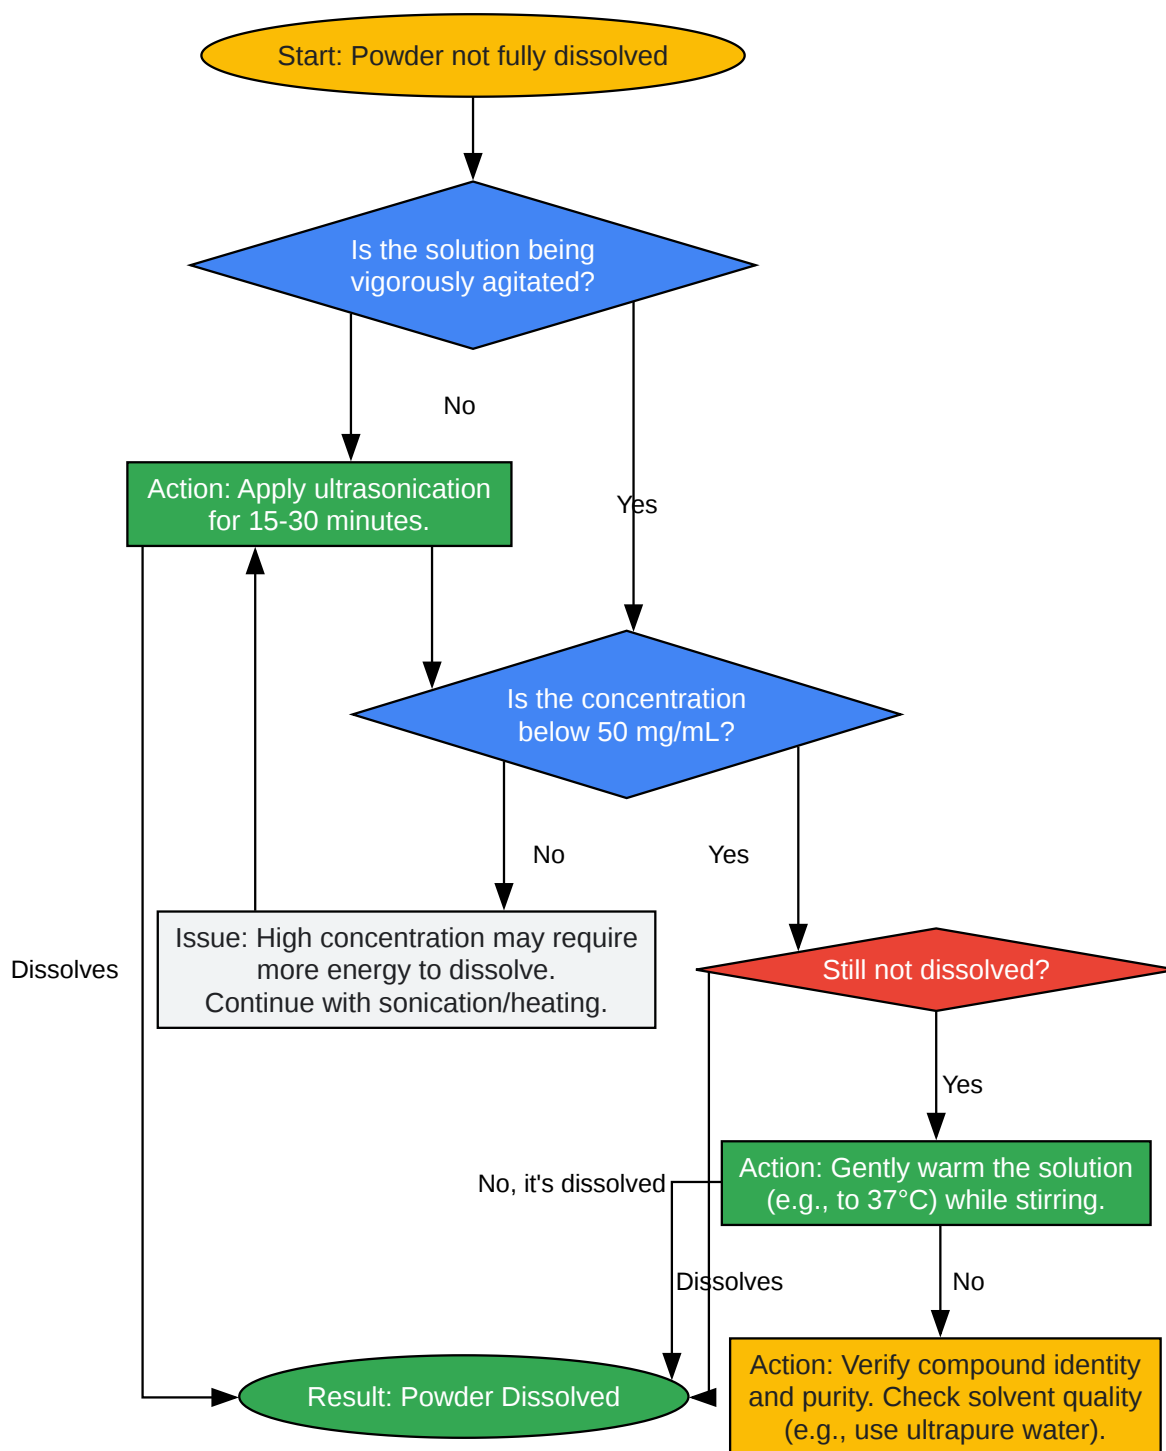 Start: Powder not fully dissolved
Is the solution being
vigorously agitated?
No
Action: Apply ultrasonication
for 15-30 minutes.
Yes
Is the concentration
below 50 mg/mL?
No
Yes
Issue: High concentration may require
more energy to dissolve.
Continue with sonication/heating.
Dissolves
Still not dissolved?
Yes
Action: Gently warm the solution
(e.g., to 37°C) while stirring.
No, it's dissolved
Dissolves
No
Action: Verify compound identity
and purity. Check solvent quality
(e.g., use ultrapure water).
Result: Powder Dissolved